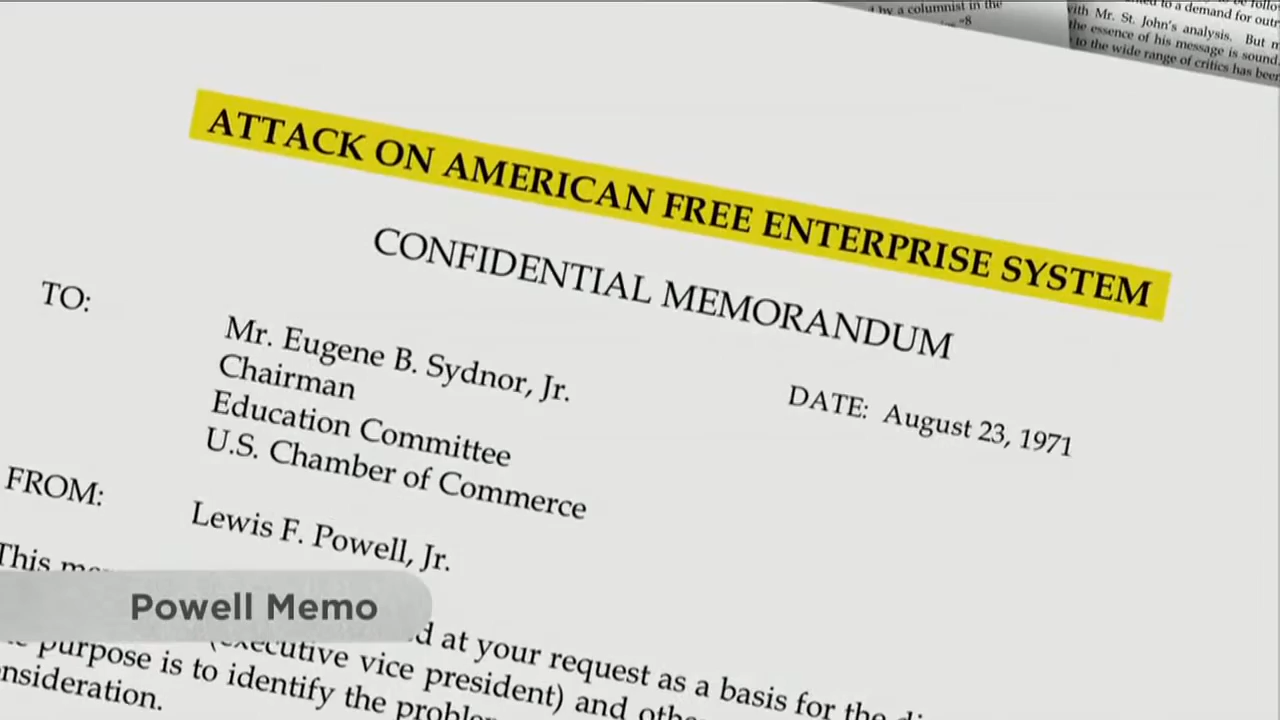 by a columnist in the
"8
to a demand for
with Mr. St. John's analysis. But
the essence of his message is sound.
to the wide range of critics has been
ATTACK ON AMERICAN FREE ENTERPRISE SYSTEM
CONFIDENTIAL MEMORANDUM
TO:
Mr. Eugene B. Sydnor, Jr.
Chairman
Education Committee
U.S. Chamber of Commerce
DATE: August 23, 1971
FROM:
Lewis F. Powell, Jr.
This
Powell Memo
at your request as a basis for the
(executive vice president) and
purpose is to identify the